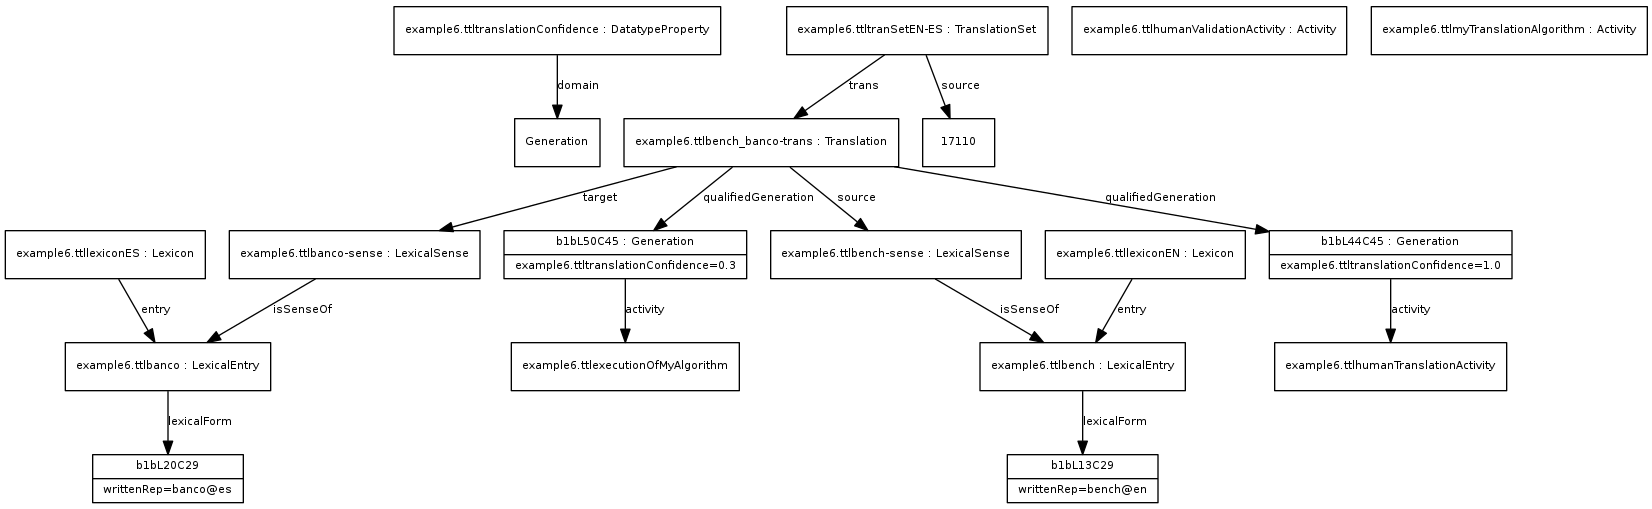 example6.ttltranslationConfidence : DatatypeProperty
example6.ttltranSetEN-ES : TranslationSet
example6.ttlhumanValidationActivity : Activity
example6.ttlmyTranslationAlgorithm : Activity
domain
trans
source
Generation
example6.ttlbench_banco-trans : Translation
17110
target
qualifiedGeneration
source
qualifiedGeneration
example6.ttllexiconES : Lexicon
example6.ttlbanco-sense : LexicalSense
b1bL50C45 : Generation
example6.ttltranslationConfidence=0.3
example6.ttlbench-sense : LexicalSense
example6.ttllexiconEN : Lexicon
b1bL44C45 : Generation
example6.ttltranslationConfidence=1.0
entry
isSenseOf
activity
isSenseOf
entry
activity
example6.ttlbanco : LexicalEntry
example6.ttlexecutionOfMyAlgorithm
example6.ttlbench : LexicalEntry
example6.ttlhumanTranslationActivity
lexicalForm
lexicalForm
b1bL20C29
writtenRep=banco@es
b1bL13C29
writtenRep=bench@en